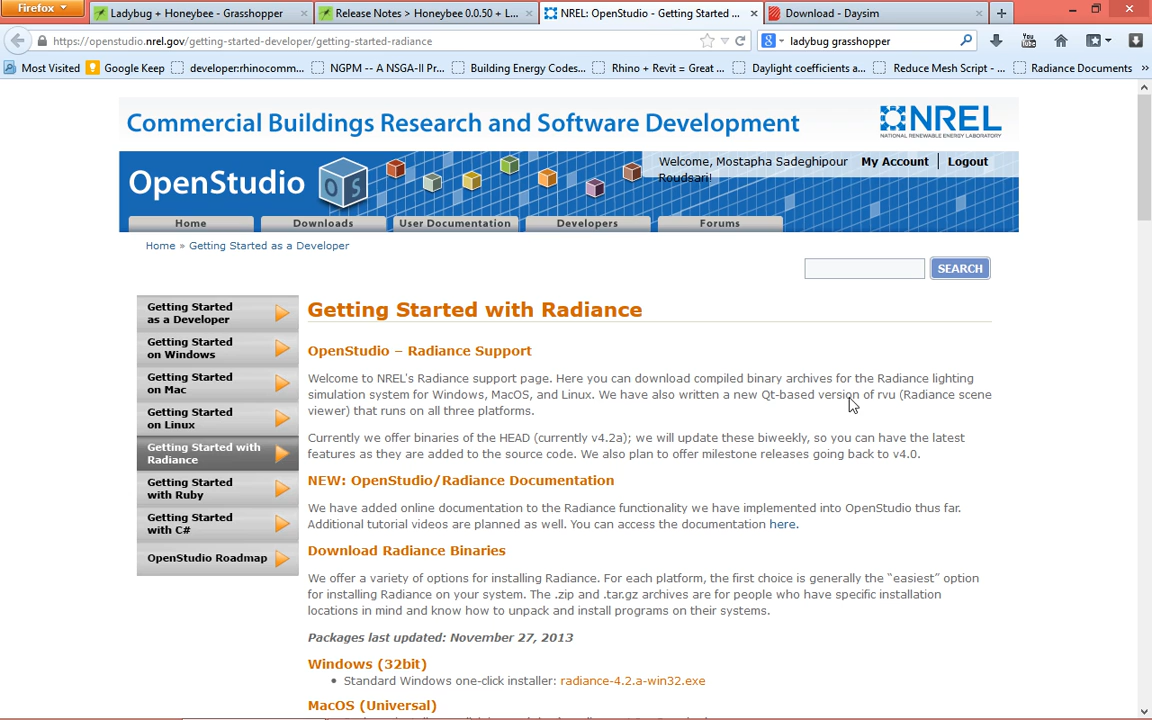 Firefox
Ladybug + Honeybee - Grasshopper
Release Notes > Honeybee 0.0.50 + L...
NREL: OpenStudio - Getting Started ...
Download - Daysim
https://openstudio.nrel.gov/getting-started-developer/getting-started-radiance
ladybug grasshopper
Most Visited
Google Keep
developer:rhinocomm...
NGPM -- A NSGA-II Pr...
Building Energy Codes...
Rhino + Revit = Great ...
Daylight coefficients a...
Reduce Mesh Script - ...
Radiance Documents
Commercial Buildings Research and Software Development
NREL
NATIONAL RENEWABLE ENERGY LABORATORY
OpenStudio
OS
Welcome, Mostapha Sadeghipour
Roudsari!
My Account
Logout
Home
Downloads
User Documentation
Developers
Forums
Home » Getting Started as a Developer
SEARCH
Getting Started
as a Developer
Getting Started
on Windows
Getting Started
on Mac
Getting Started
on Linux
Getting Started with
Radiance
Getting Started
with Ruby
Getting Started
with C#
OpenStudio Roadmap
Getting Started with Radiance
OpenStudio – Radiance Support
Welcome to NREL's Radiance support page. Here you can download compiled binary archives for the Radiance lighting
simulation system for Windows, MacOS, and Linux. We have also written a new Qt-based version of rvu (Radiance scene
viewer) that runs on all three platforms.
Currently we offer binaries of the HEAD (currently v4.2a); we will update these biweekly, so you can have the latest
features as they are added to the source code. We also plan to offer milestone releases going back to v4.0.
NEW: OpenStudio/Radiance Documentation
We have added online documentation to the Radiance functionality we have implemented into OpenStudio thus far.
Additional tutorial videos are planned as well. You can access the documentation here.
Download Radiance Binaries
We offer a variety of options for installing Radiance. For each platform, the first choice is generally the “easiest” option
for installing Radiance on your system. The .zip and .tar.gz archives are for people who have specific installation
locations in mind and know how to unpack and install programs on their systems.
Packages last updated: November 27, 2013
Windows (32bit)
• Standard Windows one-click installer: radiance-4.2.a-win32.exe
MacOS (Universal)